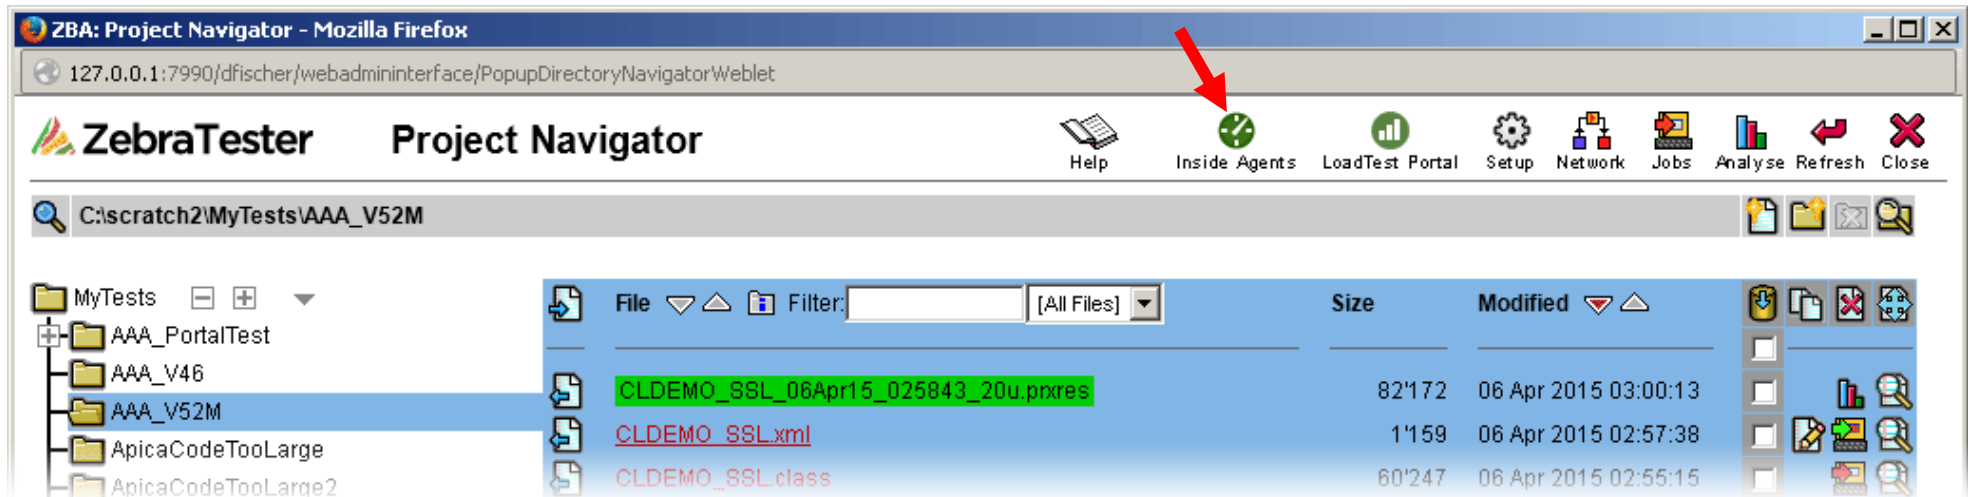 ZBA: Project Navigator - Mozilla Firefox
127.0.0.1:7990/dfischer/webadmininterface/PopupDirectoryNavigatorWeblet
ZebraTester Project Navigator
Help Inside Agents LoadTest Portal Setup Network Jobs Analyse Refresh Close
C:\scratch2\MyTests\AAA_V52M
MyTests File Filter: [All Files] Size Modified
AAA_PortalTest
AAA_V46
CLDEMO_SSL_06Apr15_025843_20u.prxres 82'172 06 Apr 2015 03:00:13
AAA_V52M
CLDEMO_SSL.xml 1'159 06 Apr 2015 02:57:38
ApicaCodeTooLarge
CLDEMO_SSL.class 60'247 06 Apr 2015 02:55:15
ApicaCodeTooLarge2